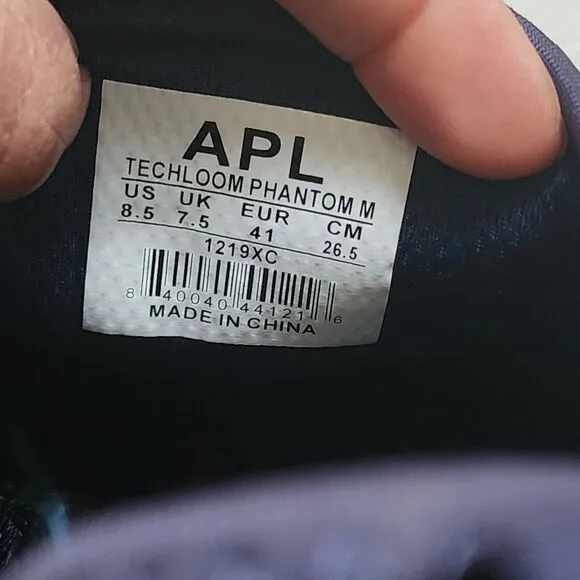 APL
TECHLOOM PHANTOM M
US UK EUR CM
8.5 7.5 41 26.5
1219XC
8 40040 44121 6
MADE IN CHINA